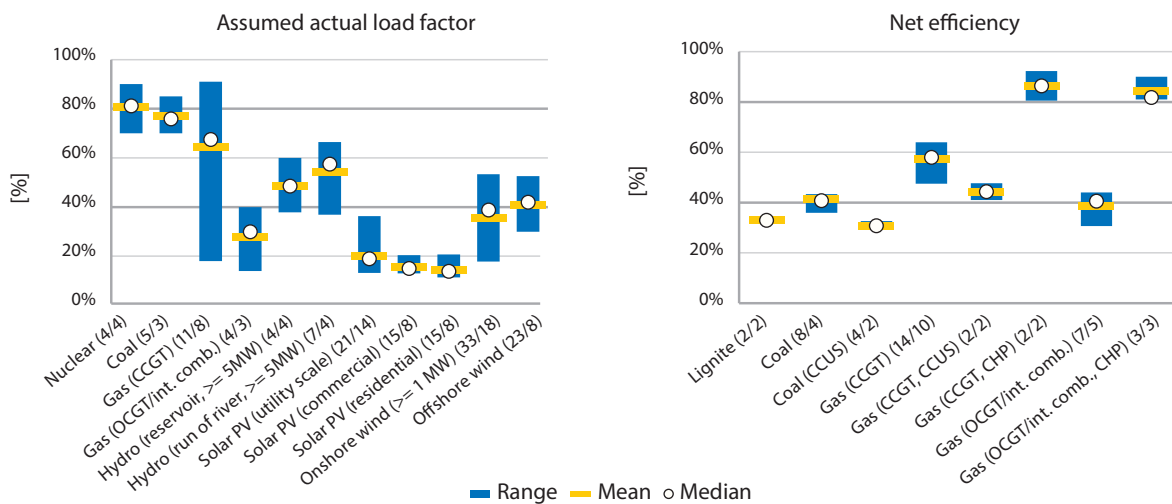 Assumed actual load factor
[%]
100%
80%
60%
40%
20%
0%
Nuclear (4/4)
Coal (5/3)
Gas (CCGT) (11/8)
Gas (OCGT/int. comb.) (4/3)
Hydro (reservoir, >= 5MW) (4/4)
Hydro (run of river, >= 5MW) (7/4)
Solar PV (utility scale) (21/14)
Solar PV (commercial) (15/8)
Solar PV (residential) (15/8)
Onshore wind (>= 1 MW) (33/18)
Offshore wind (23/8)
Net efficiency
[%]
100%
80%
60%
40%
20%
0%
Lignite (2/2)
Coal (8/4)
Coal (CCUS) (4/2)
Gas (CCGT) (14/10)
Gas (CCGT, CCUS) (2/2)
Gas (CCGT, CHP) (2/2)
Gas (OCGT/int. comb.) (7/5)
Gas (OCGT/int. comb., CHP) (3/3)
Range Mean Median